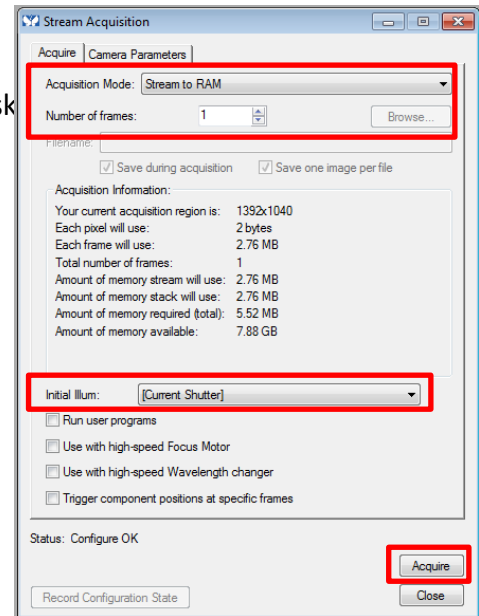 Stream Acquisition
Acquire Camera Parameters
Acquisition Mode: Stream to RAM
sk
Number of frames: 1 Browse...
Filename:
Save during acquisition Save one image per file
Acquisition Information:
Your current acquisition region is: 1392x1040
Each pixel will use: 2 bytes
Each frame will use: 2.76 MB
Total number of frames: 1
Amount of memory stream will use: 2.76 MB
Amount of memory stack will use: 2.76 MB
Amount of memory required (total): 5.52 MB
Amount of memory available: 7.88 GB
Initial Illum: [Current Shutter]
Run user programs
Use with high-speed Focus Motor
Use with high-speed Wavelength changer
Trigger component positions at specific frames
Status: Configure OK
Acquire
Record Configuration State Close